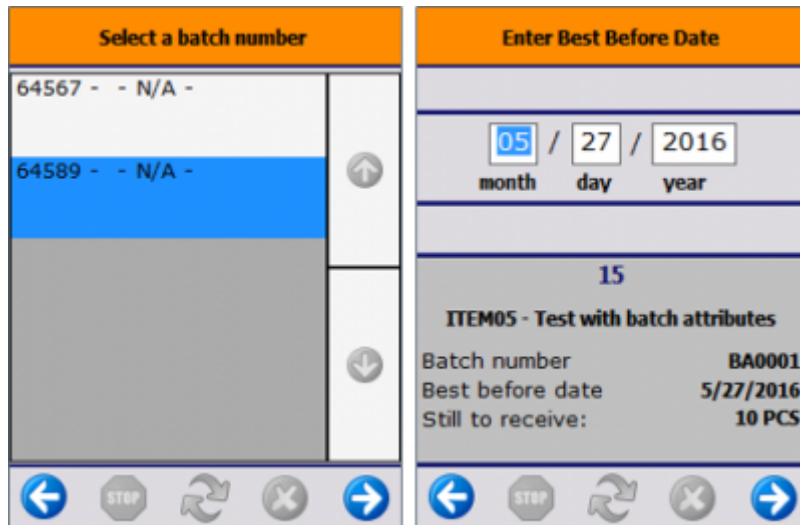 Select a batch number
64567 - - N/A -
64589 - - N/A -
STOP
Enter Best Before Date
05 / 27 / 2016
month day year
15
ITEM05 - Test with batch attributes
Batch number BA0001
Best before date 5/27/2016
Still to receive: 10 PCS
STOP